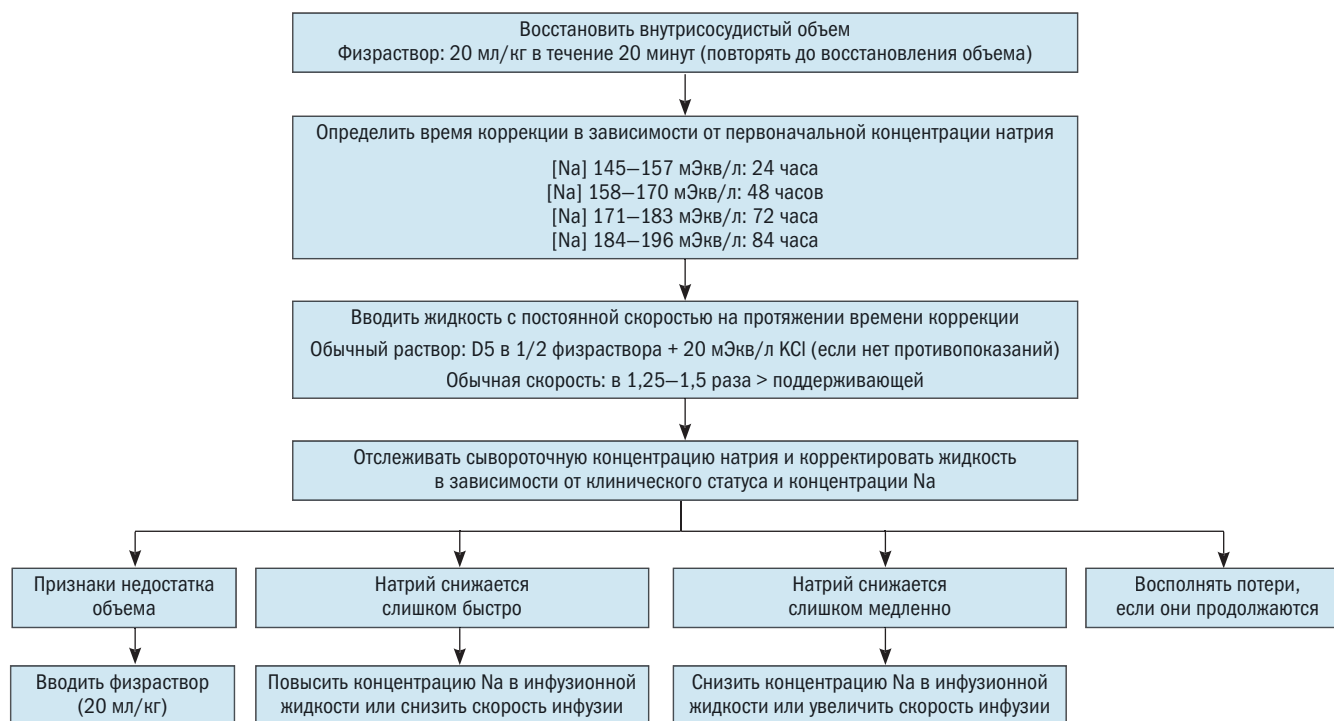 Восстановить внутрисосудистый объем
Физраствор: 20 мл/кг в течение 20 минут (повторять до восстановления объема)
Определить время коррекции в зависимости от первоначальной концентрации натрия
[Na] 145–157 мЭкв/л: 24 часа
[Na] 158–170 мЭкв/л: 48 часов
[Na] 171–183 мЭкв/л: 72 часа
[Na] 184–196 мЭкв/л: 84 часа
Вводить жидкость с постоянной скоростью на протяжении времени коррекции
Обычный раствор: D5 в 1/2 физраствора + 20 мЭкв/л KCl (если нет противопоказаний)
Обычная скорость: в 1,25–1,5 раза > поддерживающей
Отслеживать сывороточную концентрацию натрия и корректировать жидкость
в зависимости от клинического статуса и концентрации Na
Признаки недостатка
объема
Натрий снижается
слишком быстро
Натрий снижается
слишком медленно
Восполнять потери,
если они продолжаются
Вводить физраствор
(20 мл/кг)
Повысить концентрацию Na в инфузионной
жидкости или снизить скорость инфузии
Снизить концентрацию Na в инфузионной
жидкости или увеличить скорость инфузии